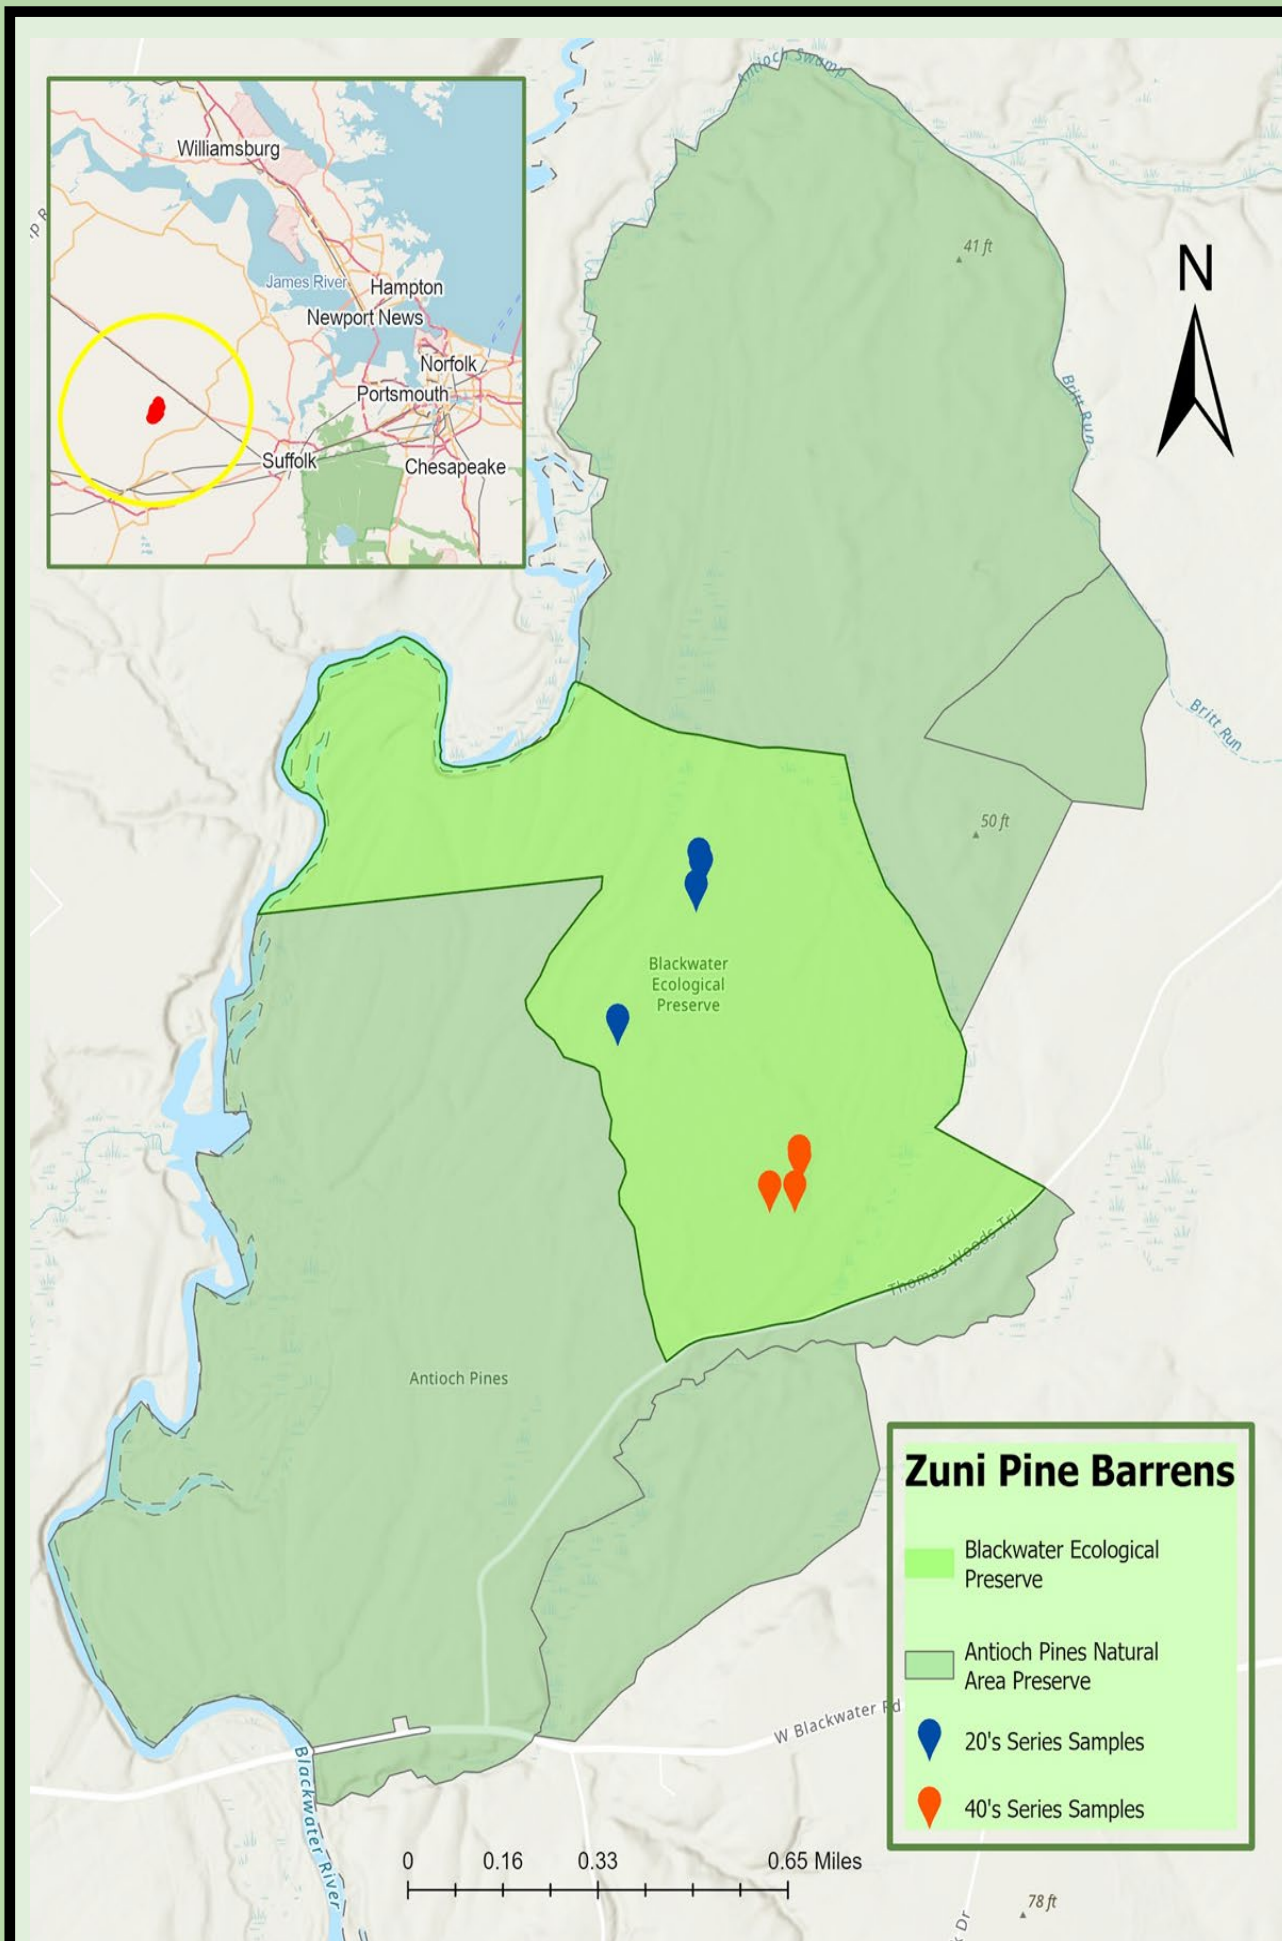 Antioch Swamp
Williamsburg
James River
Hampton
Newport News
Norfolk
Portsmouth
Suffolk
Chesapeake
41 ft
N
Britt Run
Britt Run
50 ft
Blackwater
Ecological
Preserve
Thomas Woods Trl
Antioch Pines
Zuni Pine Barrens
Blackwater Ecological
Preserve
Antioch Pines Natural
Area Preserve
20's Series Samples
40's Series Samples
W Blackwater Rd
Blackwater River
0 0.16 0.33 0.65 Miles
78 ft
Dr